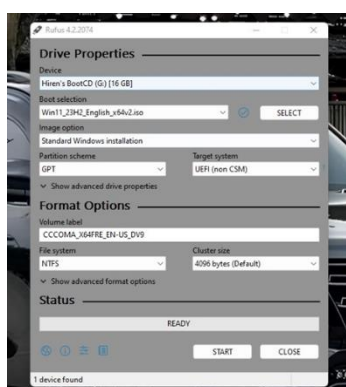 Rufus 4.2.2074
Drive Properties
Device
Hiren's BootCD (G:) [16 GB]
Boot selection
Win11_23H2_English_x64v2.iso
SELECT
Image option
Standard Windows installation
Partition scheme
Target system
GPT
UEFI (non CSM)
Show advanced drive properties
Format Options
Volume label
CCCOMA_X64FRE_EN-US_DV9
File system
Cluster size
NTFS
4096 bytes (Default)
Show advanced format options
Status
READY
START
CLOSE
1 device found